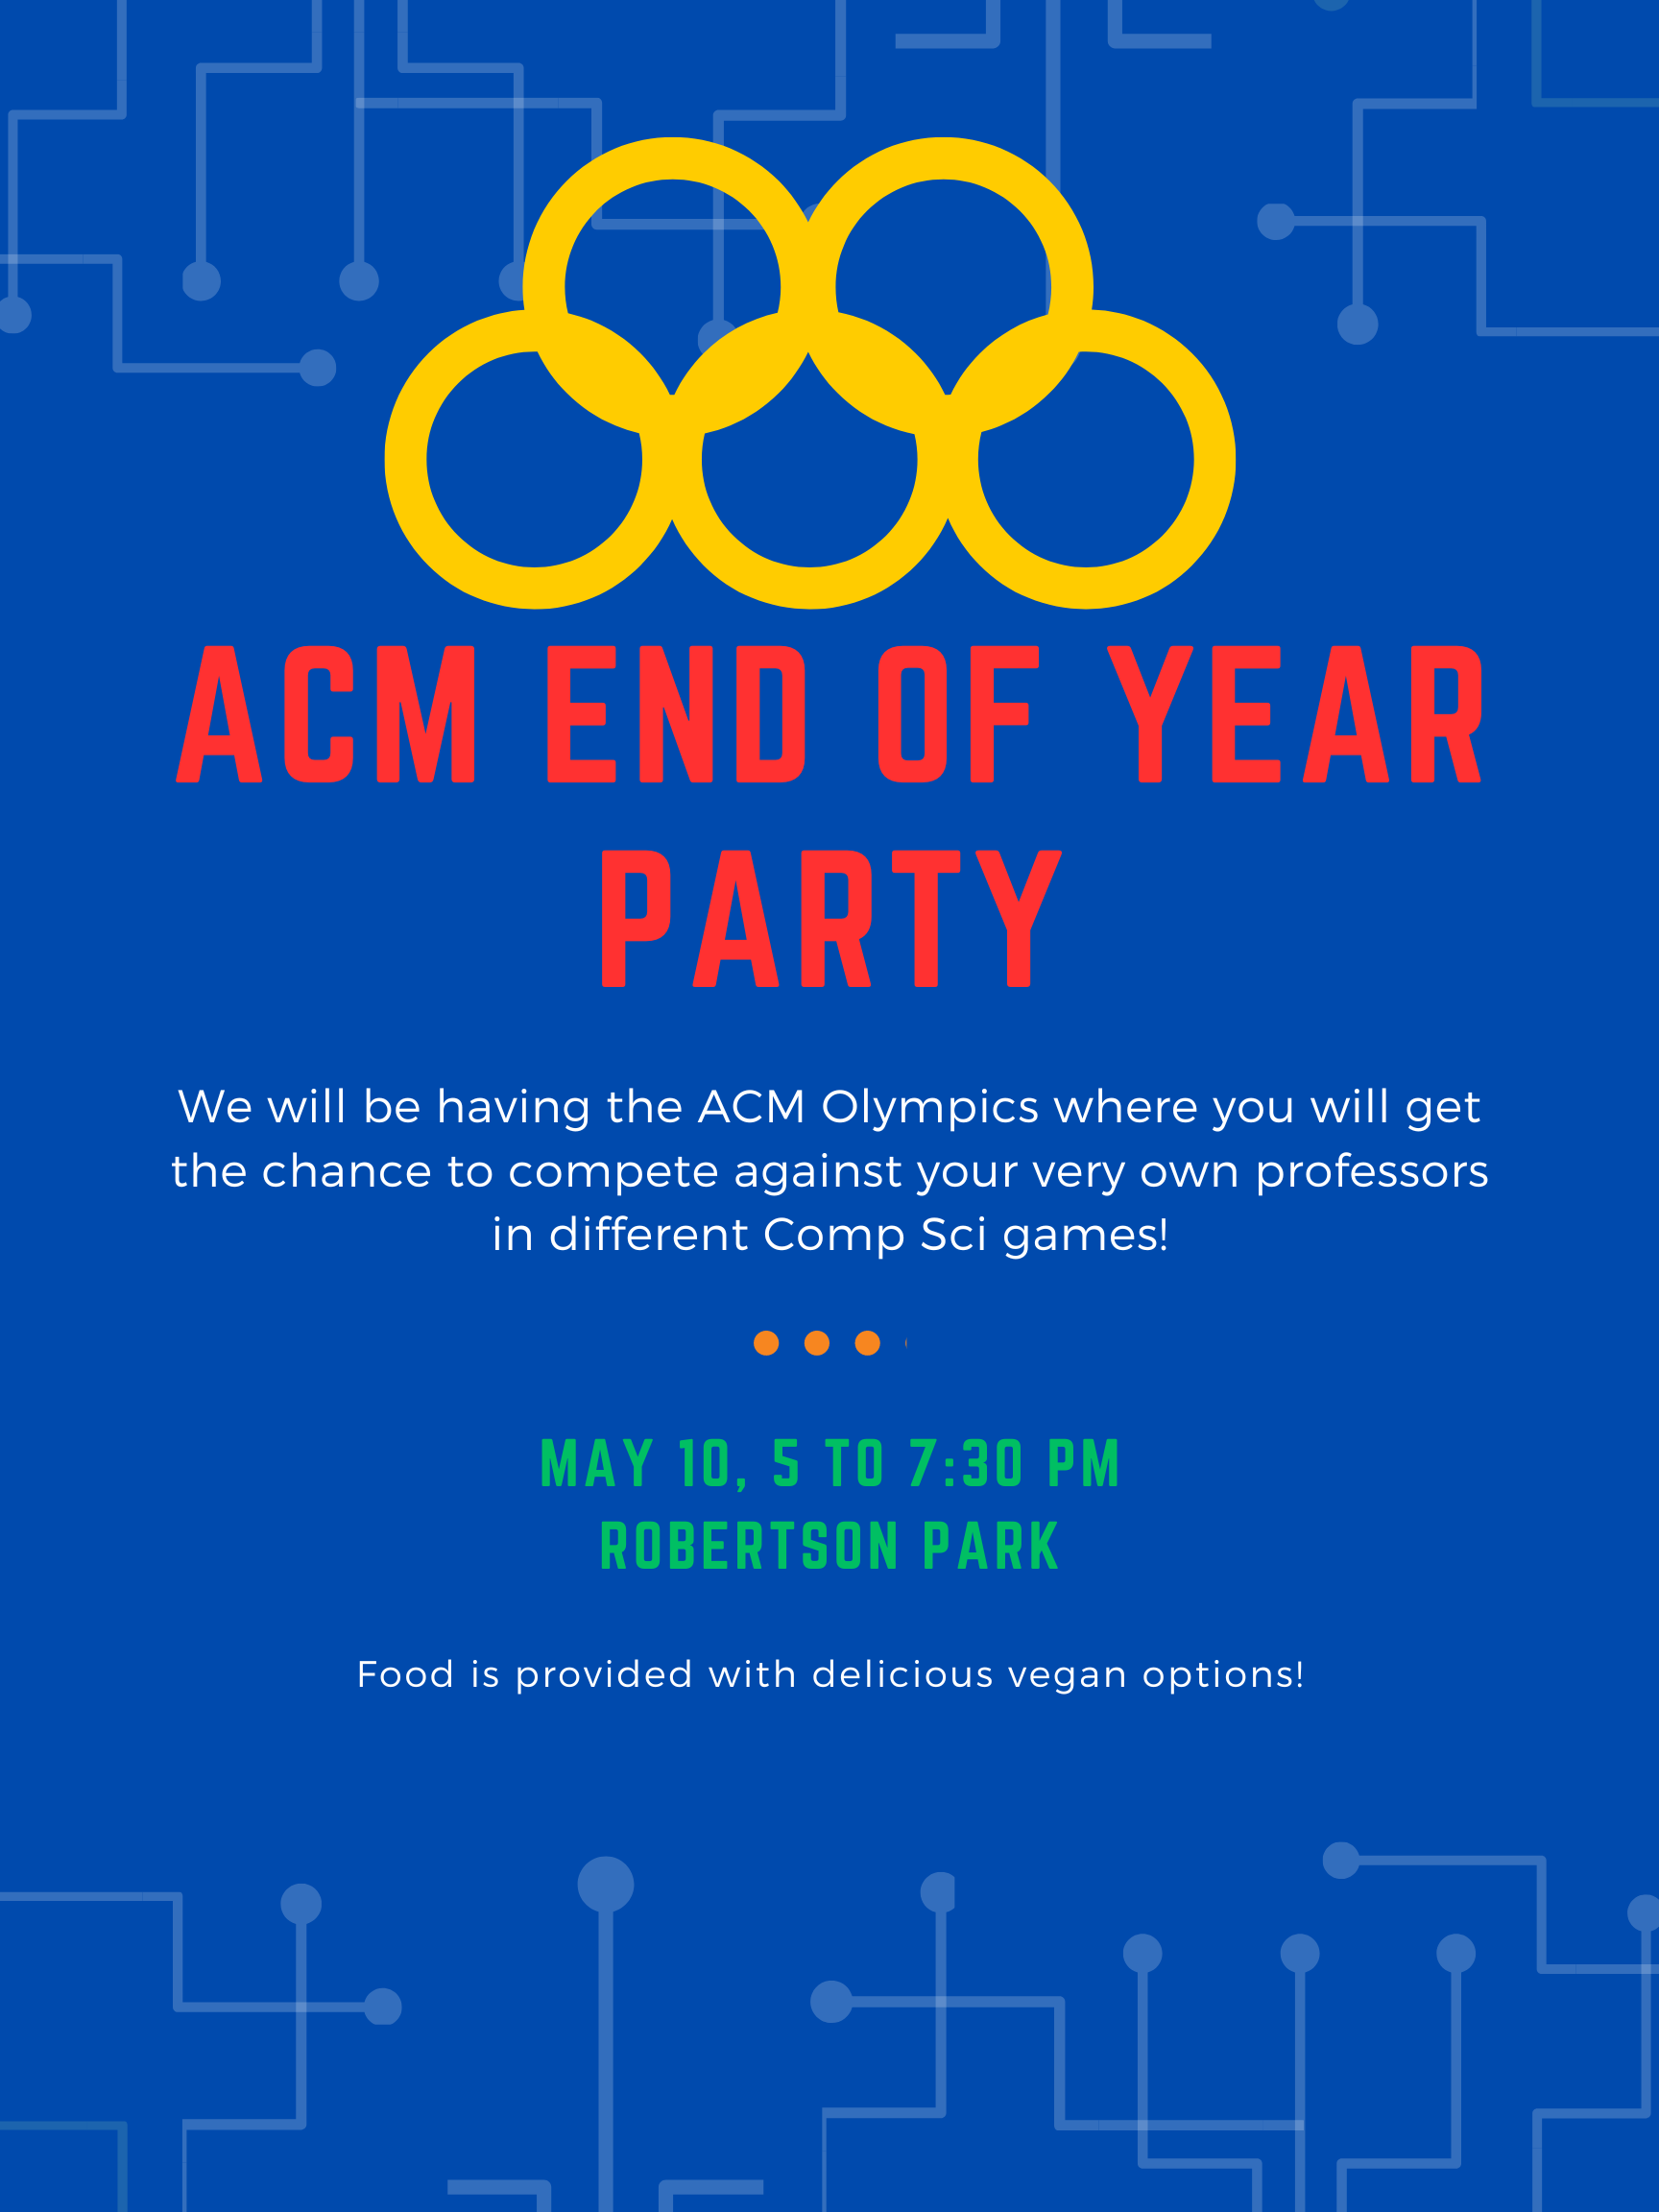 ACM END OF YEAR
PARTY
We will be having the ACM Olympics where you will get
the chance to compete against your very own professors
in different Comp Sci games!
MAY 10, 5 TO 7:30 PM
ROBERTSON PARK
Food is provided with delicious vegan options!